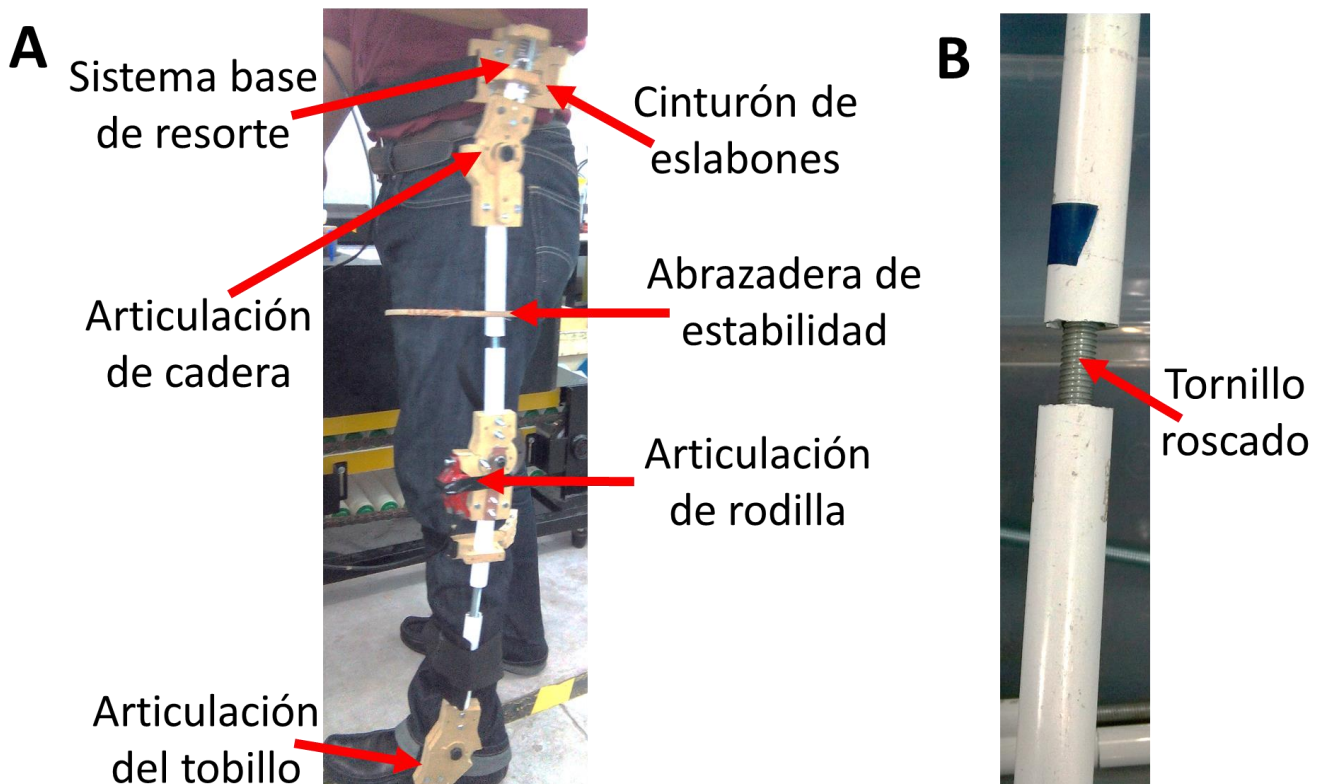 A
Sistema base
de resorte
Cinturón de
eslabones
Articulación
de cadera
Abrazadera de
estabilidad
Articulación
de rodilla
Articulación
del tobillo
B
Tornillo
roscado